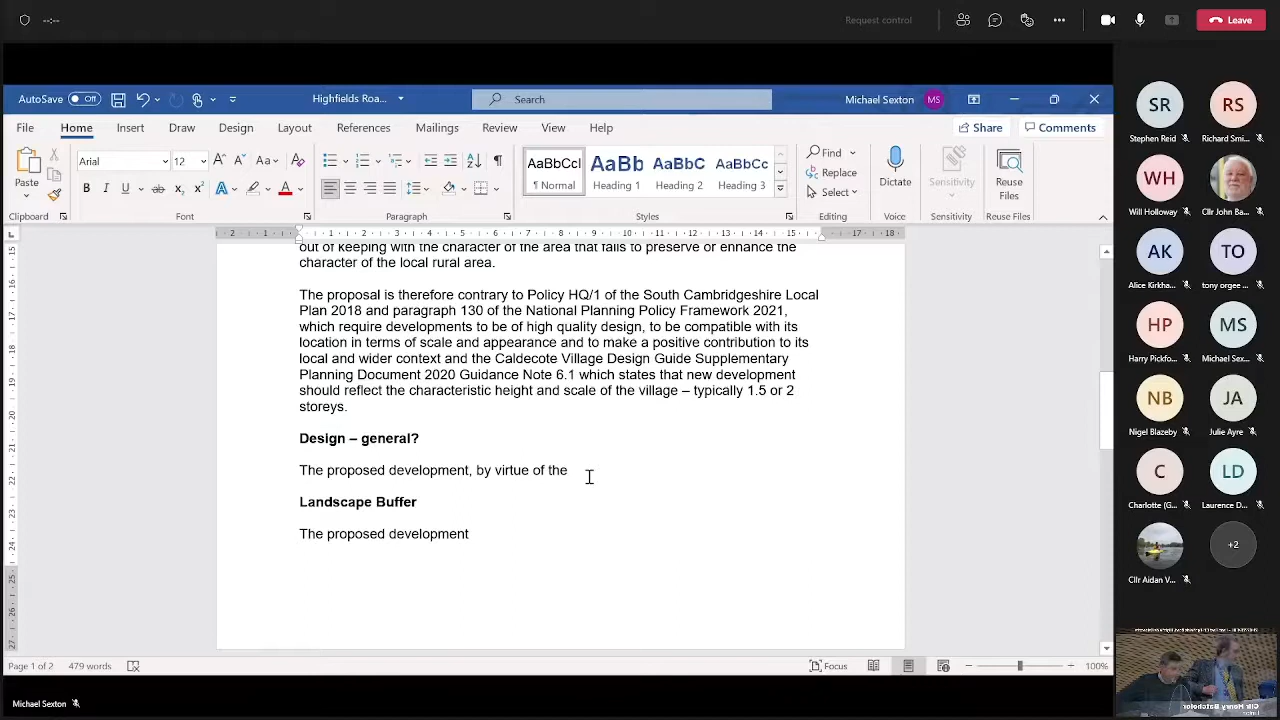 --:--
Request control
Leave
AutoSave Off
Highfields Roa...
Search
Michael Sexton MS
File Home Insert Draw Design Layout References Mailings Review View Help
Share Comments
Paste
Arial 12
AaBbCcI AaBb AaBbC AaBbCc
¶ Normal Heading 1 Heading 2 Heading 3
Find
Replace
Select
Dictate
Sensitivity
Reuse
Files
Clipboard Font Paragraph Styles Editing Voice Sensitivity Reuse Files
out of keeping with the character of the area that fails to preserve or enhance the
character of the local rural area.
The proposal is therefore contrary to Policy HQ/1 of the South Cambridgeshire Local
Plan 2018 and paragraph 130 of the National Planning Policy Framework 2021,
which require developments to be of high quality design, to be compatible with its
location in terms of scale and appearance and to make a positive contribution to its
local and wider context and the Caldecote Village Design Guide Supplementary
Planning Document 2020 Guidance Note 6.1 which states that new development
should reflect the characteristic height and scale of the village – typically 1.5 or 2
storeys.
Design – general?
The proposed development, by virtue of the
Landscape Buffer
The proposed development
Page 1 of 2 479 words
Focus
100%
Michael Sexton
SR RS
Stephen Reid Richard Smi...
WH
Will Holloway Cllr John Ba...
AK TO
Alice Kirkha... Tony Orgee ...
HP MS
Harry Pickfo... Michael Sex...
NB JA
Nigel Blazeby Julie Ayre
C LD
Charlotte (G... Laurence D...
+2
Cllr Aidan V...
Cllr Henry Batchelor
Linton